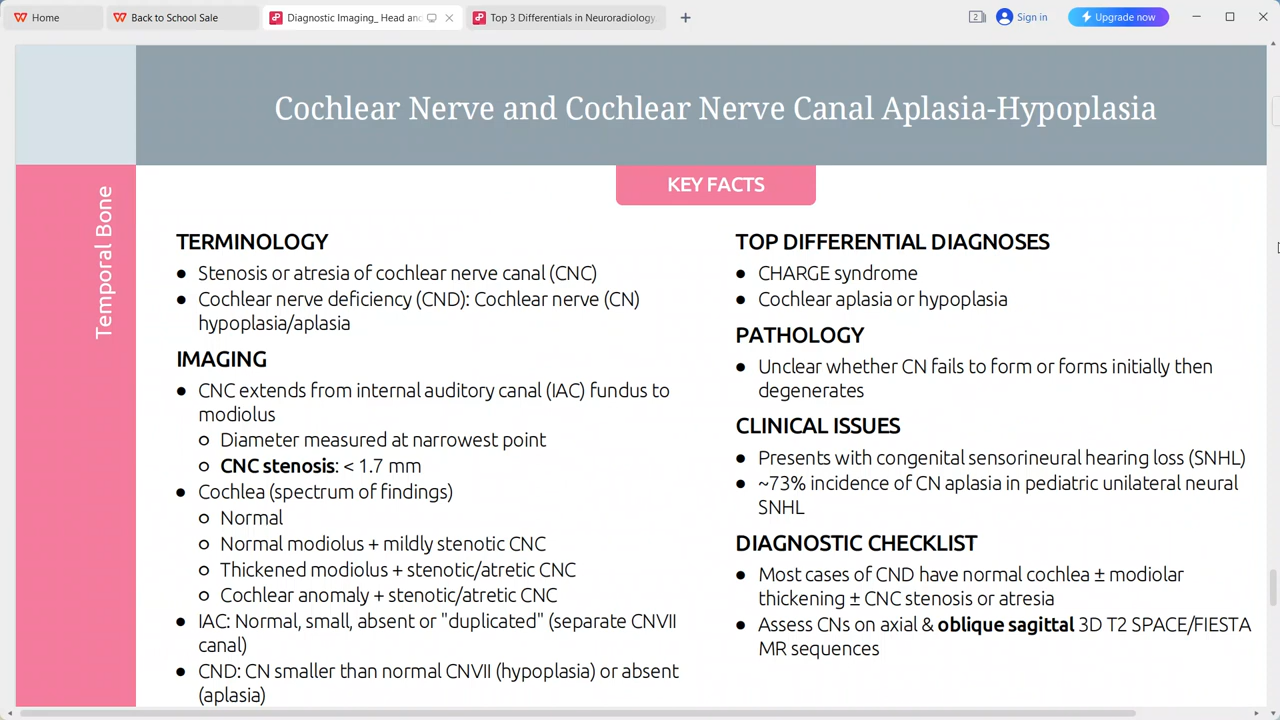 Home
Back to School Sale
Diagnostic Imaging_ Head and
Top 3 Differentials in Neuroradiology.
2
Sign in
Upgrade now
Cochlear Nerve and Cochlear Nerve Canal Aplasia-Hypoplasia
Temporal Bone
KEY FACTS
TERMINOLOGY
● Stenosis or atresia of cochlear nerve canal (CNC)
● Cochlear nerve deficiency (CND): Cochlear nerve (CN)
hypoplasia/aplasia
IMAGING
● CNC extends from internal auditory canal (IAC) fundus to
modiolus
o Diameter measured at narrowest point
o CNC stenosis: < 1.7 mm
● Cochlea (spectrum of findings)
o Normal
o Normal modiolus + mildly stenotic CNC
o Thickened modiolus + stenotic/atretic CNC
o Cochlear anomaly + stenotic/atretic CNC
● IAC: Normal, small, absent or "duplicated" (separate CNVII
canal)
● CND: CN smaller than normal CNVII (hypoplasia) or absent
(aplasia)
TOP DIFFERENTIAL DIAGNOSES
● CHARGE syndrome
● Cochlear aplasia or hypoplasia
PATHOLOGY
● Unclear whether CN fails to form or forms initially then
degenerates
CLINICAL ISSUES
● Presents with congenital sensorineural hearing loss (SNHL)
● ~73% incidence of CN aplasia in pediatric unilateral neural
SNHL
DIAGNOSTIC CHECKLIST
● Most cases of CND have normal cochlea ± modiolar
thickening ± CNC stenosis or atresia
● Assess CNs on axial & oblique sagittal 3D T2 SPACE/FIESTA
MR sequences